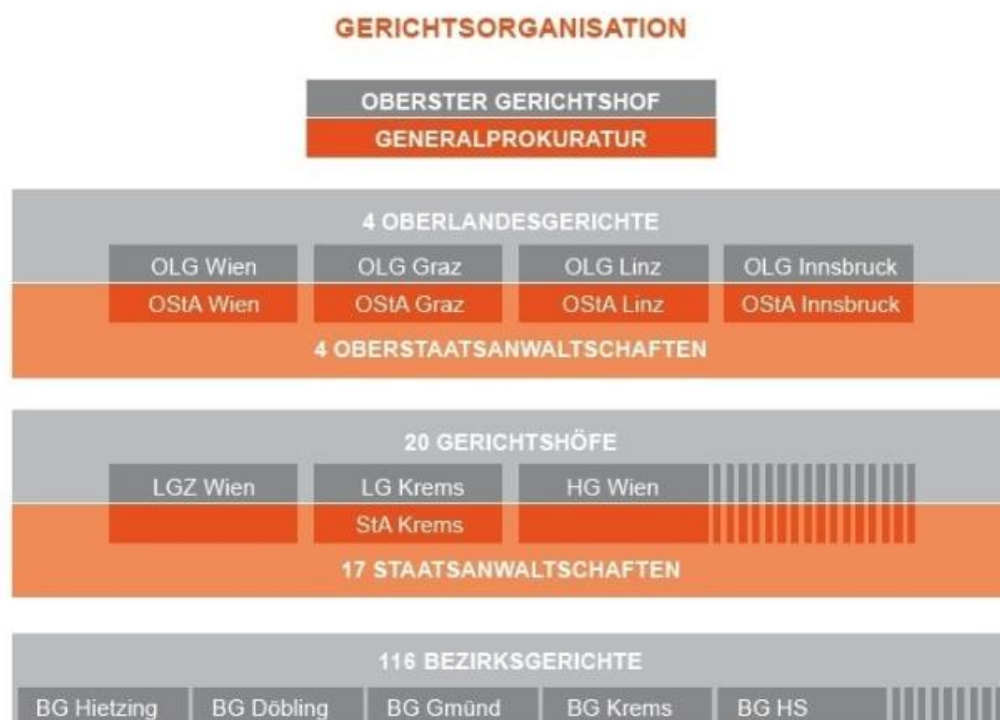 GERICHTSORGANISATION
OBERSTER GERICHTSHOF
GENERALPROKURATUR
4 OBERLANDESGERICHTE
OLG Wien OLG Graz OLG Linz OLG Innsbruck
OStA Wien OStA Graz OStA Linz OStA Innsbruck
4 OBERSTAATSANWALTSCHAFTEN
20 GERICHTSHÖFE
LGZ Wien LG Krems HG Wien
StA Krems
17 STAATSANWALTSCHAFTEN
116 BEZIRKSGERICHTE
BG Hietzing BG Döbling BG Gmünd BG Krems BG HS